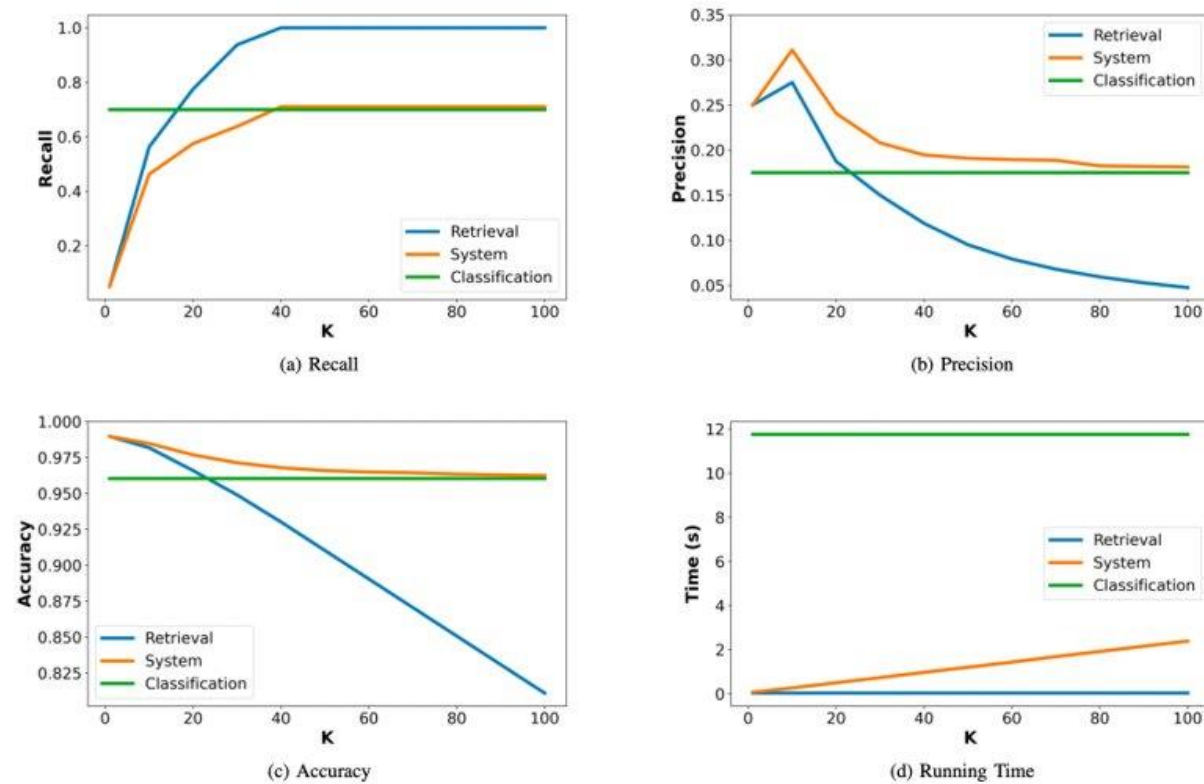 1.0
0.8
0.6
0.4
0.2
Recall
Retrieval
System
Classification
0 20 40 60 80 100
K
(a) Recall
0.35
0.30
0.25
0.20
0.15
0.10
0.05
Precision
Retrieval
System
Classification
0 20 40 60 80 100
K
(b) Precision
1.000
0.975
0.950
0.925
0.900
0.875
0.850
0.825
Accuracy
Retrieval
System
Classification
0 20 40 60 80 100
K
(c) Accuracy
12
10
8
6
4
2
0
Time (s)
Retrieval
System
Classification
0 20 40 60 80 100
K
(d) Running Time